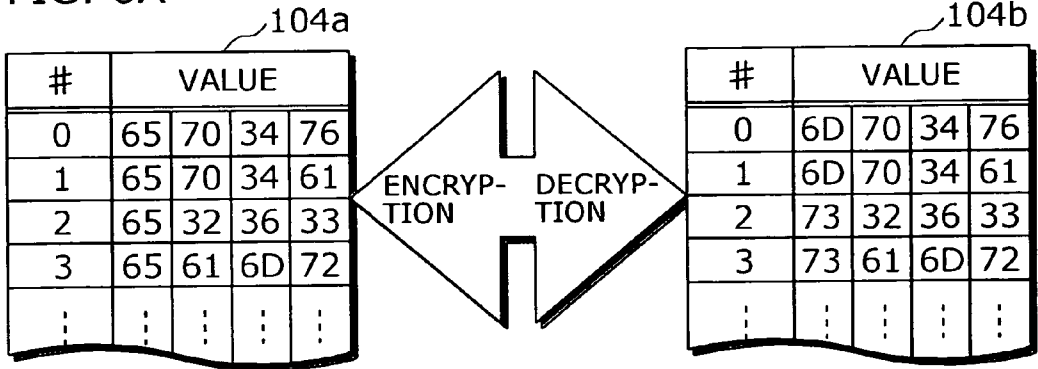 104a
104b
# VALUE
0 65 70 34 76
1 65 70 34 61
2 65 32 36 33
3 65 61 6D 72
ENCRYP-
TION
DECRYP-
TION
# VALUE
0 6D 70 34 76
1 6D 70 34 61
2 73 32 36 33
3 73 61 6D 72